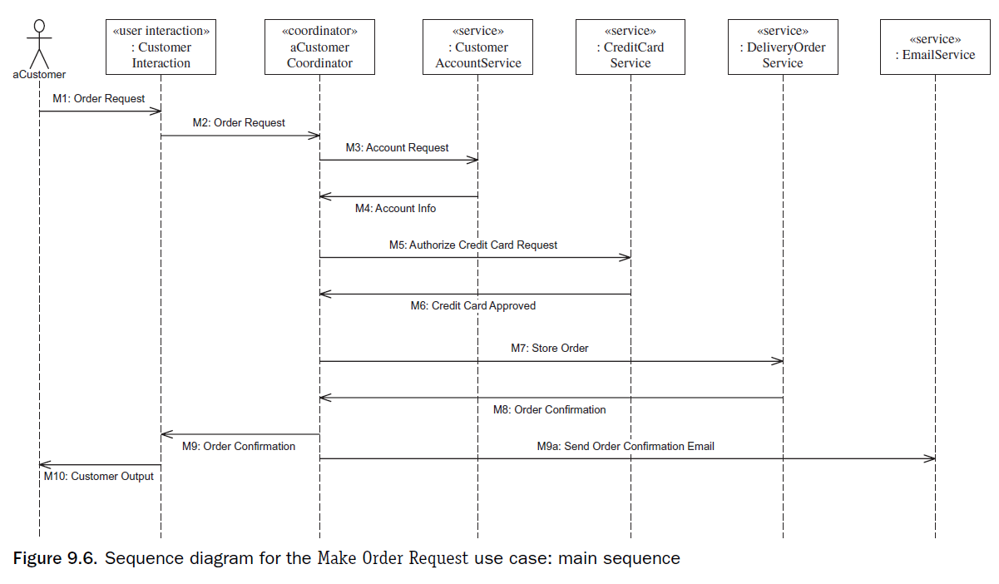 «user interaction»
: Customer
Interaction
«coordinator»
aCustomer
Coordinator
«service»
: Customer
AccountService
«service»
: CreditCard
Service
«service»
: DeliveryOrder
Service
«service»
: EmailService
aCustomer
M1: Order Request
M2: Order Request
M3: Account Request
M4: Account Info
M5: Authorize Credit Card Request
M6: Credit Card Approved
M7: Store Order
M8: Order Confirmation
M9: Order Confirmation
M9a: Send Order Confirmation Email
M10: Customer Output
Figure 9.6. Sequence diagram for the Make Order Request use case: main sequence